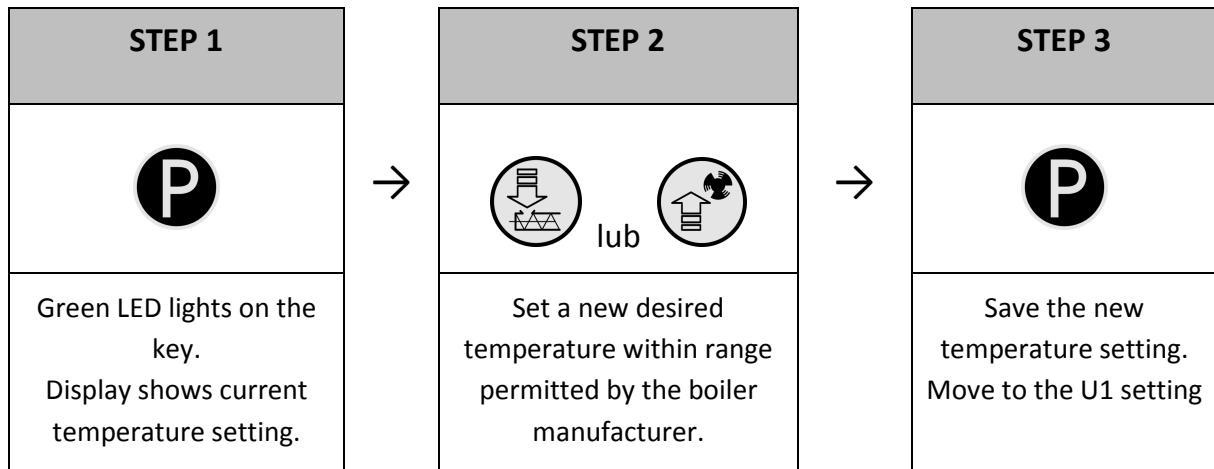 STEP 1
P
Green LED lights on the
key.
Display shows current
temperature setting.
STEP 2
lub
Set a new desired
temperature within range
permitted by the boiler
manufacturer.
STEP 3
P
Save the new
temperature setting.
Move to the U1 setting